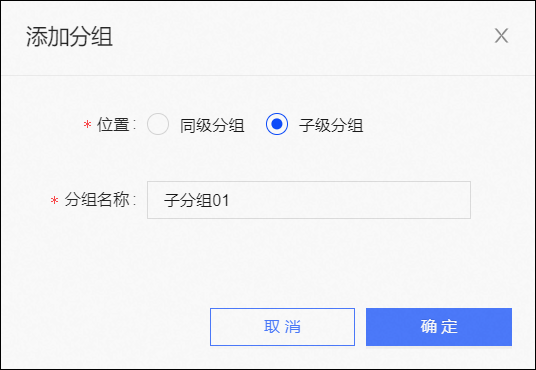 添加分组
* 位置: 同级分组 子级分组
* 分组名称: 子分组01
取消 确定